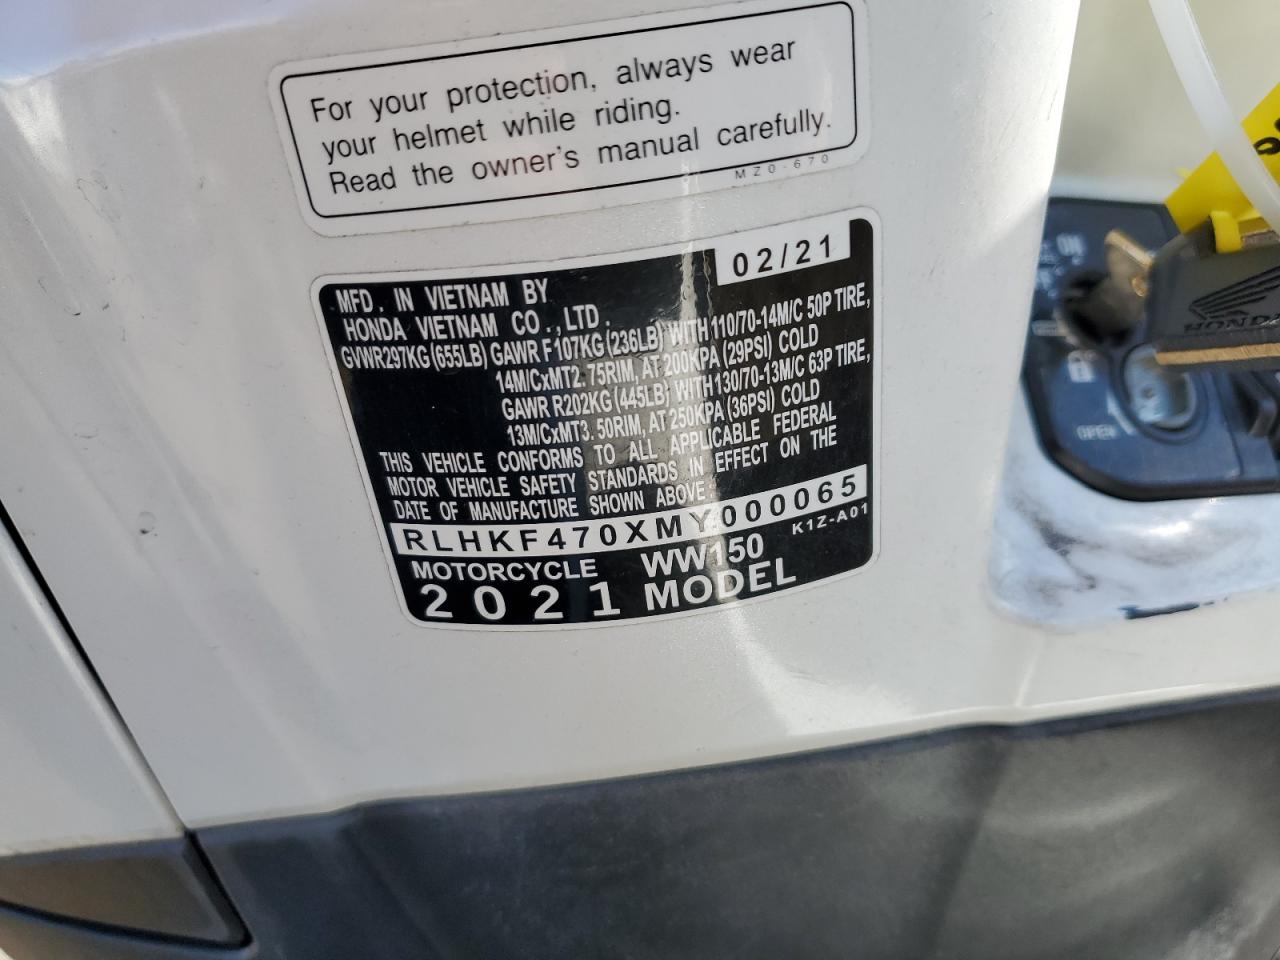 For your protection, always wear
your helmet while riding.
Read the owner's manual carefully.
MZ0-670
02/21
MFD. IN VIETNAM BY
HONDA VIETNAM CO.,LTD.
GVWR297KG(655LB) GAWR F107KG(236LB) WITH 110/70-14M/C 50P TIRE,
14M/CxMT2.75RIM, AT 200KPA(29PSI) COLD
GAWR R202KG(445LB) WITH 130/70-13M/C 63P TIRE,
13M/CxMT3.50RIM, AT 250KPA(36PSI) COLD
THIS VEHICLE CONFORMS TO ALL APPLICABLE FEDERAL
MOTOR VEHICLE SAFETY STANDARDS IN EFFECT ON THE
DATE OF MANUFACTURE SHOWN ABOVE:
RLHKF470XMY000065
K1Z-A01
MOTORCYCLE WW150
2021 MODEL
ON
OPEN
HONDA